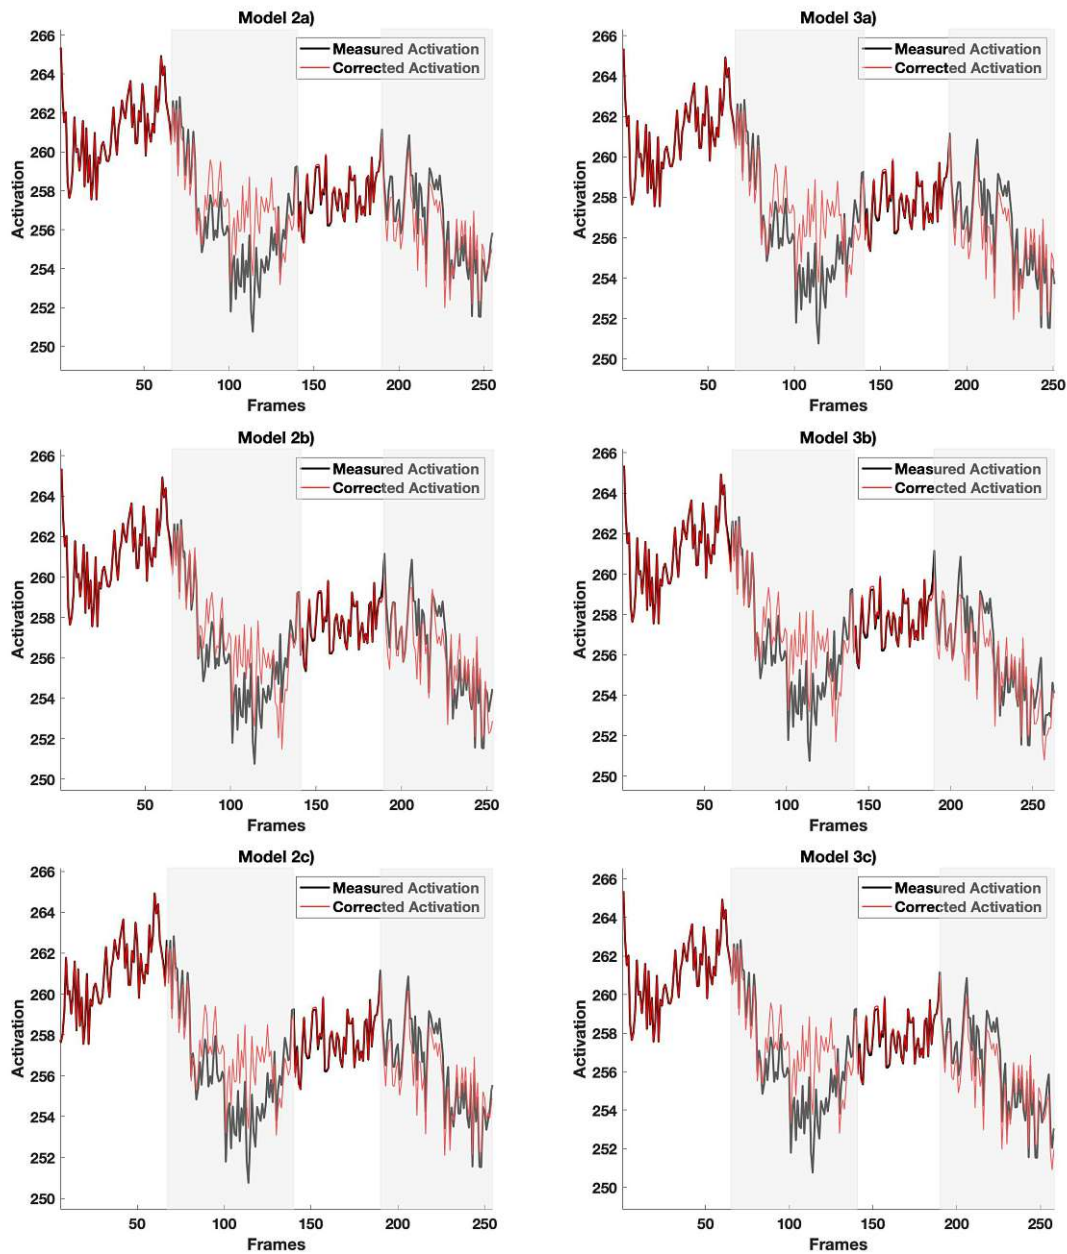 Model 2a)
266
264
262
260
258
256
254
252
250
Activation
Measured Activation
Corrected Activation
50 100 150 200 250
Frames
Model 3a)
266
264
262
260
258
256
254
252
250
Activation
Measured Activation
Corrected Activation
50 100 150 200 250
Frames
Model 2b)
266
264
262
260
258
256
254
252
250
Activation
Measured Activation
Corrected Activation
50 100 150 200 250
Frames
Model 3b)
266
264
262
260
258
256
254
252
250
Activation
Measured Activation
Corrected Activation
50 100 150 200 250
Frames
Model 2c)
266
264
262
260
258
256
254
252
250
Activation
Measured Activation
Corrected Activation
50 100 150 200 250
Frames
Model 3c)
266
264
262
260
258
256
254
252
250
Activation
Measured Activation
Corrected Activation
50 100 150 200 250
Frames